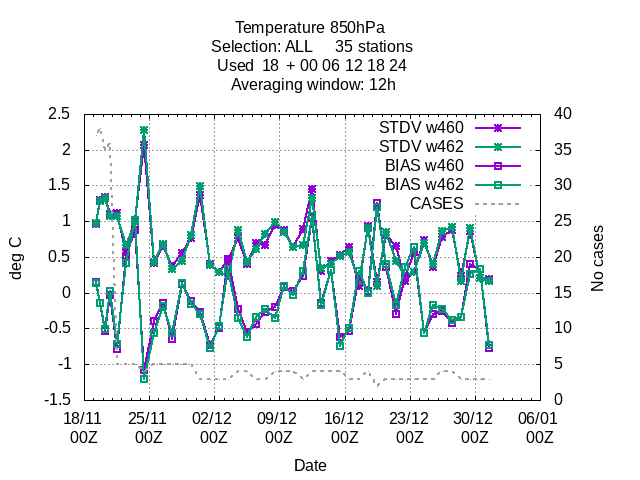 Temperature 850hPa
Selection: ALL 35 stations
Used 18 + 00 06 12 18 24
Averaging window: 12h
2.5 40
STDV w460
2 35
STDV w462
BIAS w460
1.5 30
BIAS w462
CASES
1 25
0.5 20
deg C
No cases
0 15
-0.5 10
-1 5
-1.5 0
18/11 25/11 02/12 09/12 16/12 23/12 30/12 06/01
00Z 00Z 00Z 00Z 00Z 00Z 00Z 00Z
Date